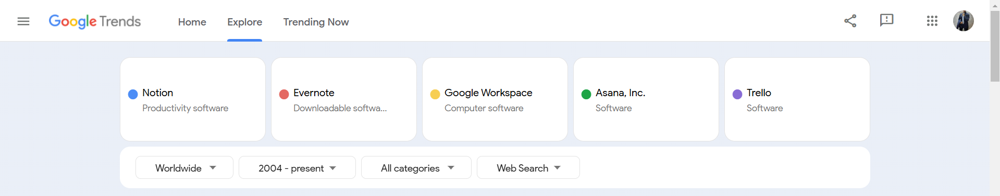 Google Trends
Home
Explore
Trending Now
Notion
Productivity software
Evernote
Downloadable softwa...
Google Workspace
Computer software
Asana, Inc.
Software
Trello
Software
Worldwide
2004 - present
All categories
Web Search